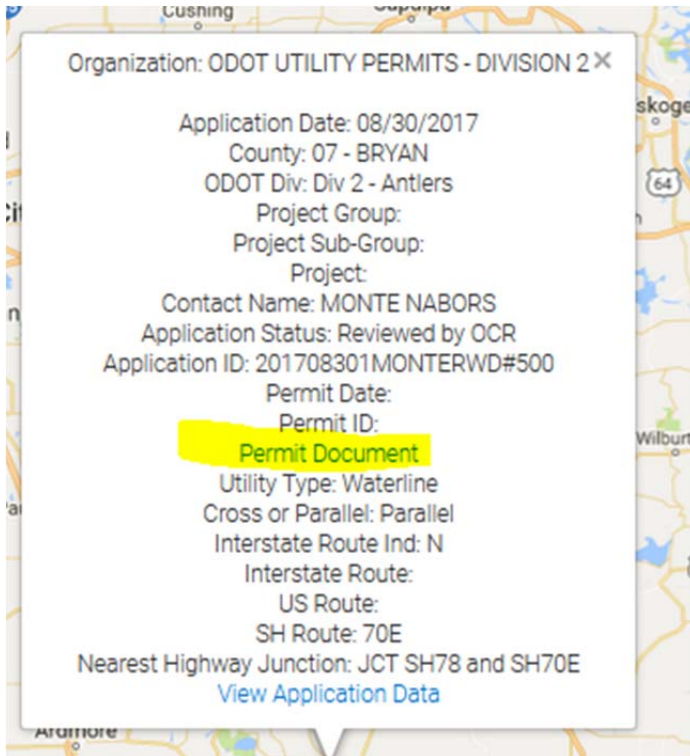 Cushing
Sapulpa
Organization: ODOT UTILITY PERMITS - DIVISION 2 ×
skoge
Application Date: 08/30/2017
County: 07 - BRYAN
64
ODOT Div: Div 2 - Antlers
Cit
Project Group:
Project Sub-Group:
Project:
Contact Name: MONTE NABORS
Application Status: Reviewed by OCR
Application ID: 201708301MONTERWD#500
Permit Date:
Permit ID:
Wilburt
Permit Document
Utility Type: Waterline
Cross or Parallel: Parallel
Interstate Route Ind: N
Interstate Route:
US Route:
SH Route: 70E
Nearest Highway Junction: JCT SH78 and SH70E
View Application Data
Ardmore